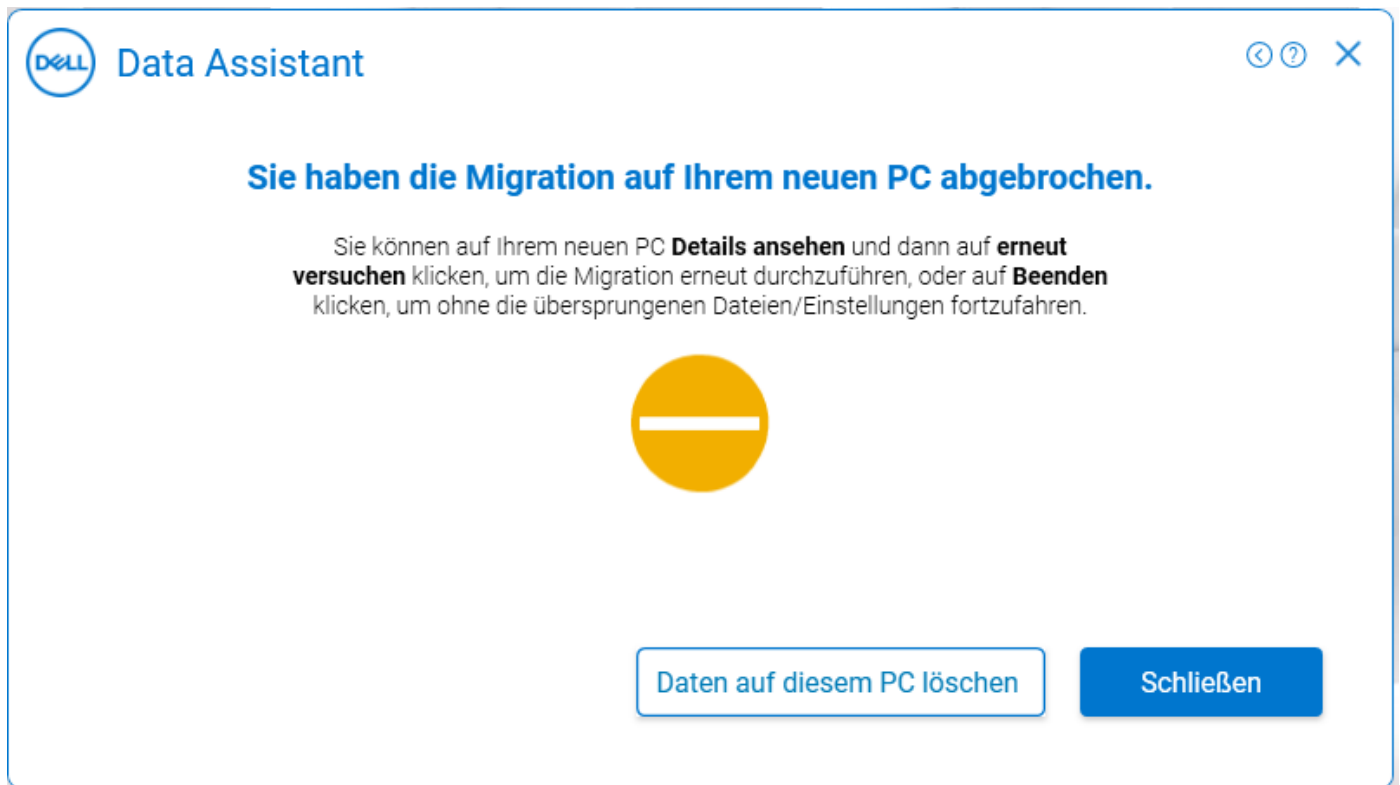 DELL
Data Assistant
Sie haben die Migration auf Ihrem neuen PC abgebrochen.
Sie können auf Ihrem neuen PC Details ansehen und dann auf erneut
versuchen klicken, um die Migration erneut durchzuführen, oder auf Beenden
klicken, um ohne die übersprungenen Dateien/Einstellungen fortzufahren.
Daten auf diesem PC löschen
Schließen